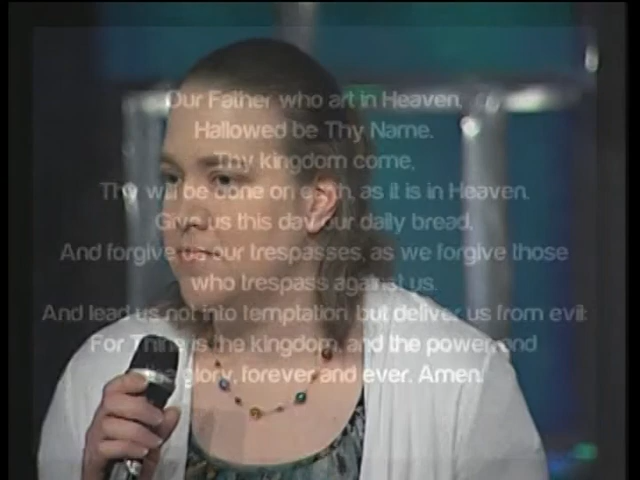 Our Father who art in Heaven,
Hallowed be Thy Name.
Thy kingdom come,
Thy will be done on earth, as it is in Heaven.
Give us this day our daily bread,
And forgive us our trespasses, as we forgive those
who trespass against us.
And lead us not into temptation but deliver us from evil:
For Thine is the kingdom, and the power, and
the glory, forever and ever. Amen.